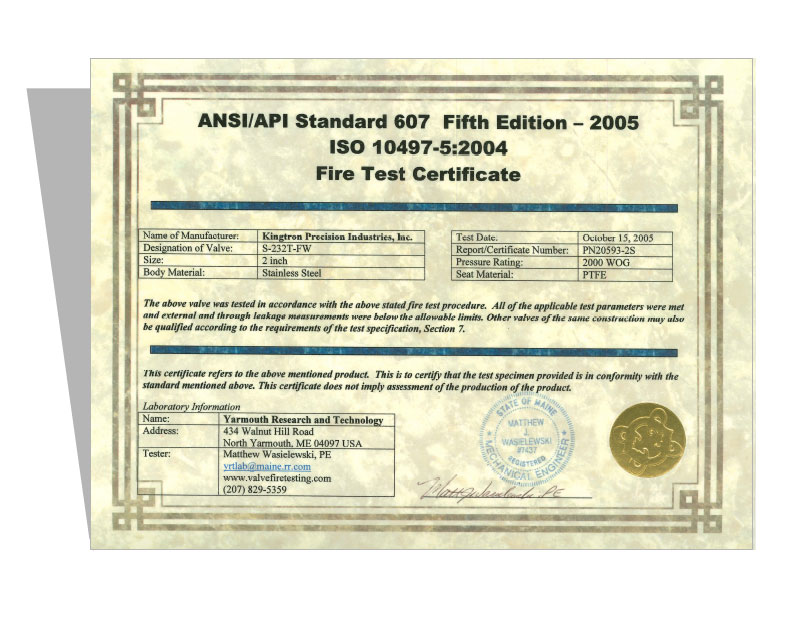 ANSI/API Standard 607 Fifth Edition – 2005
ISO 10497-5:2004
Fire Test Certificate
Name of Manufacturer: Kingtron Precision Industries, Inc.
Designation of Valve: S-232T-FW
Size: 2 inch
Body Material: Stainless Steel
Test Date. October 15, 2005
Report/Certificate Number: PN20593-2S
Pressure Rating: 2000 WOG
Seat Material: PTFE
The above valve was tested in accordance with the above stated fire test procedure. All of the applicable test parameters were met
and external and through leakage measurements were below the allowable limits. Other valves of the same construction may also
be qualified according to the requirements of the test specification, Section 7.
This certificate refers to the above mentioned product. This is to certify that the test specimen provided is in conformity with the
standard mentioned above. This certificate does not imply assessment of the production of the product.
Laboratory Information
Name: Yarmouth Research and Technology
Address: 434 Walnut Hill Road
North Yarmouth, ME 04097 USA
Tester: Matthew Wasielewski, PE
yrtlab@maine.rr.com
www.valvefiretesting.com
(207) 829-5359
STATE OF MAINE
MATTHEW
J.
WASIELEWSKI
#7437
REGISTERED
MECHANICAL ENGINEER
Matt Wasielewski, PE